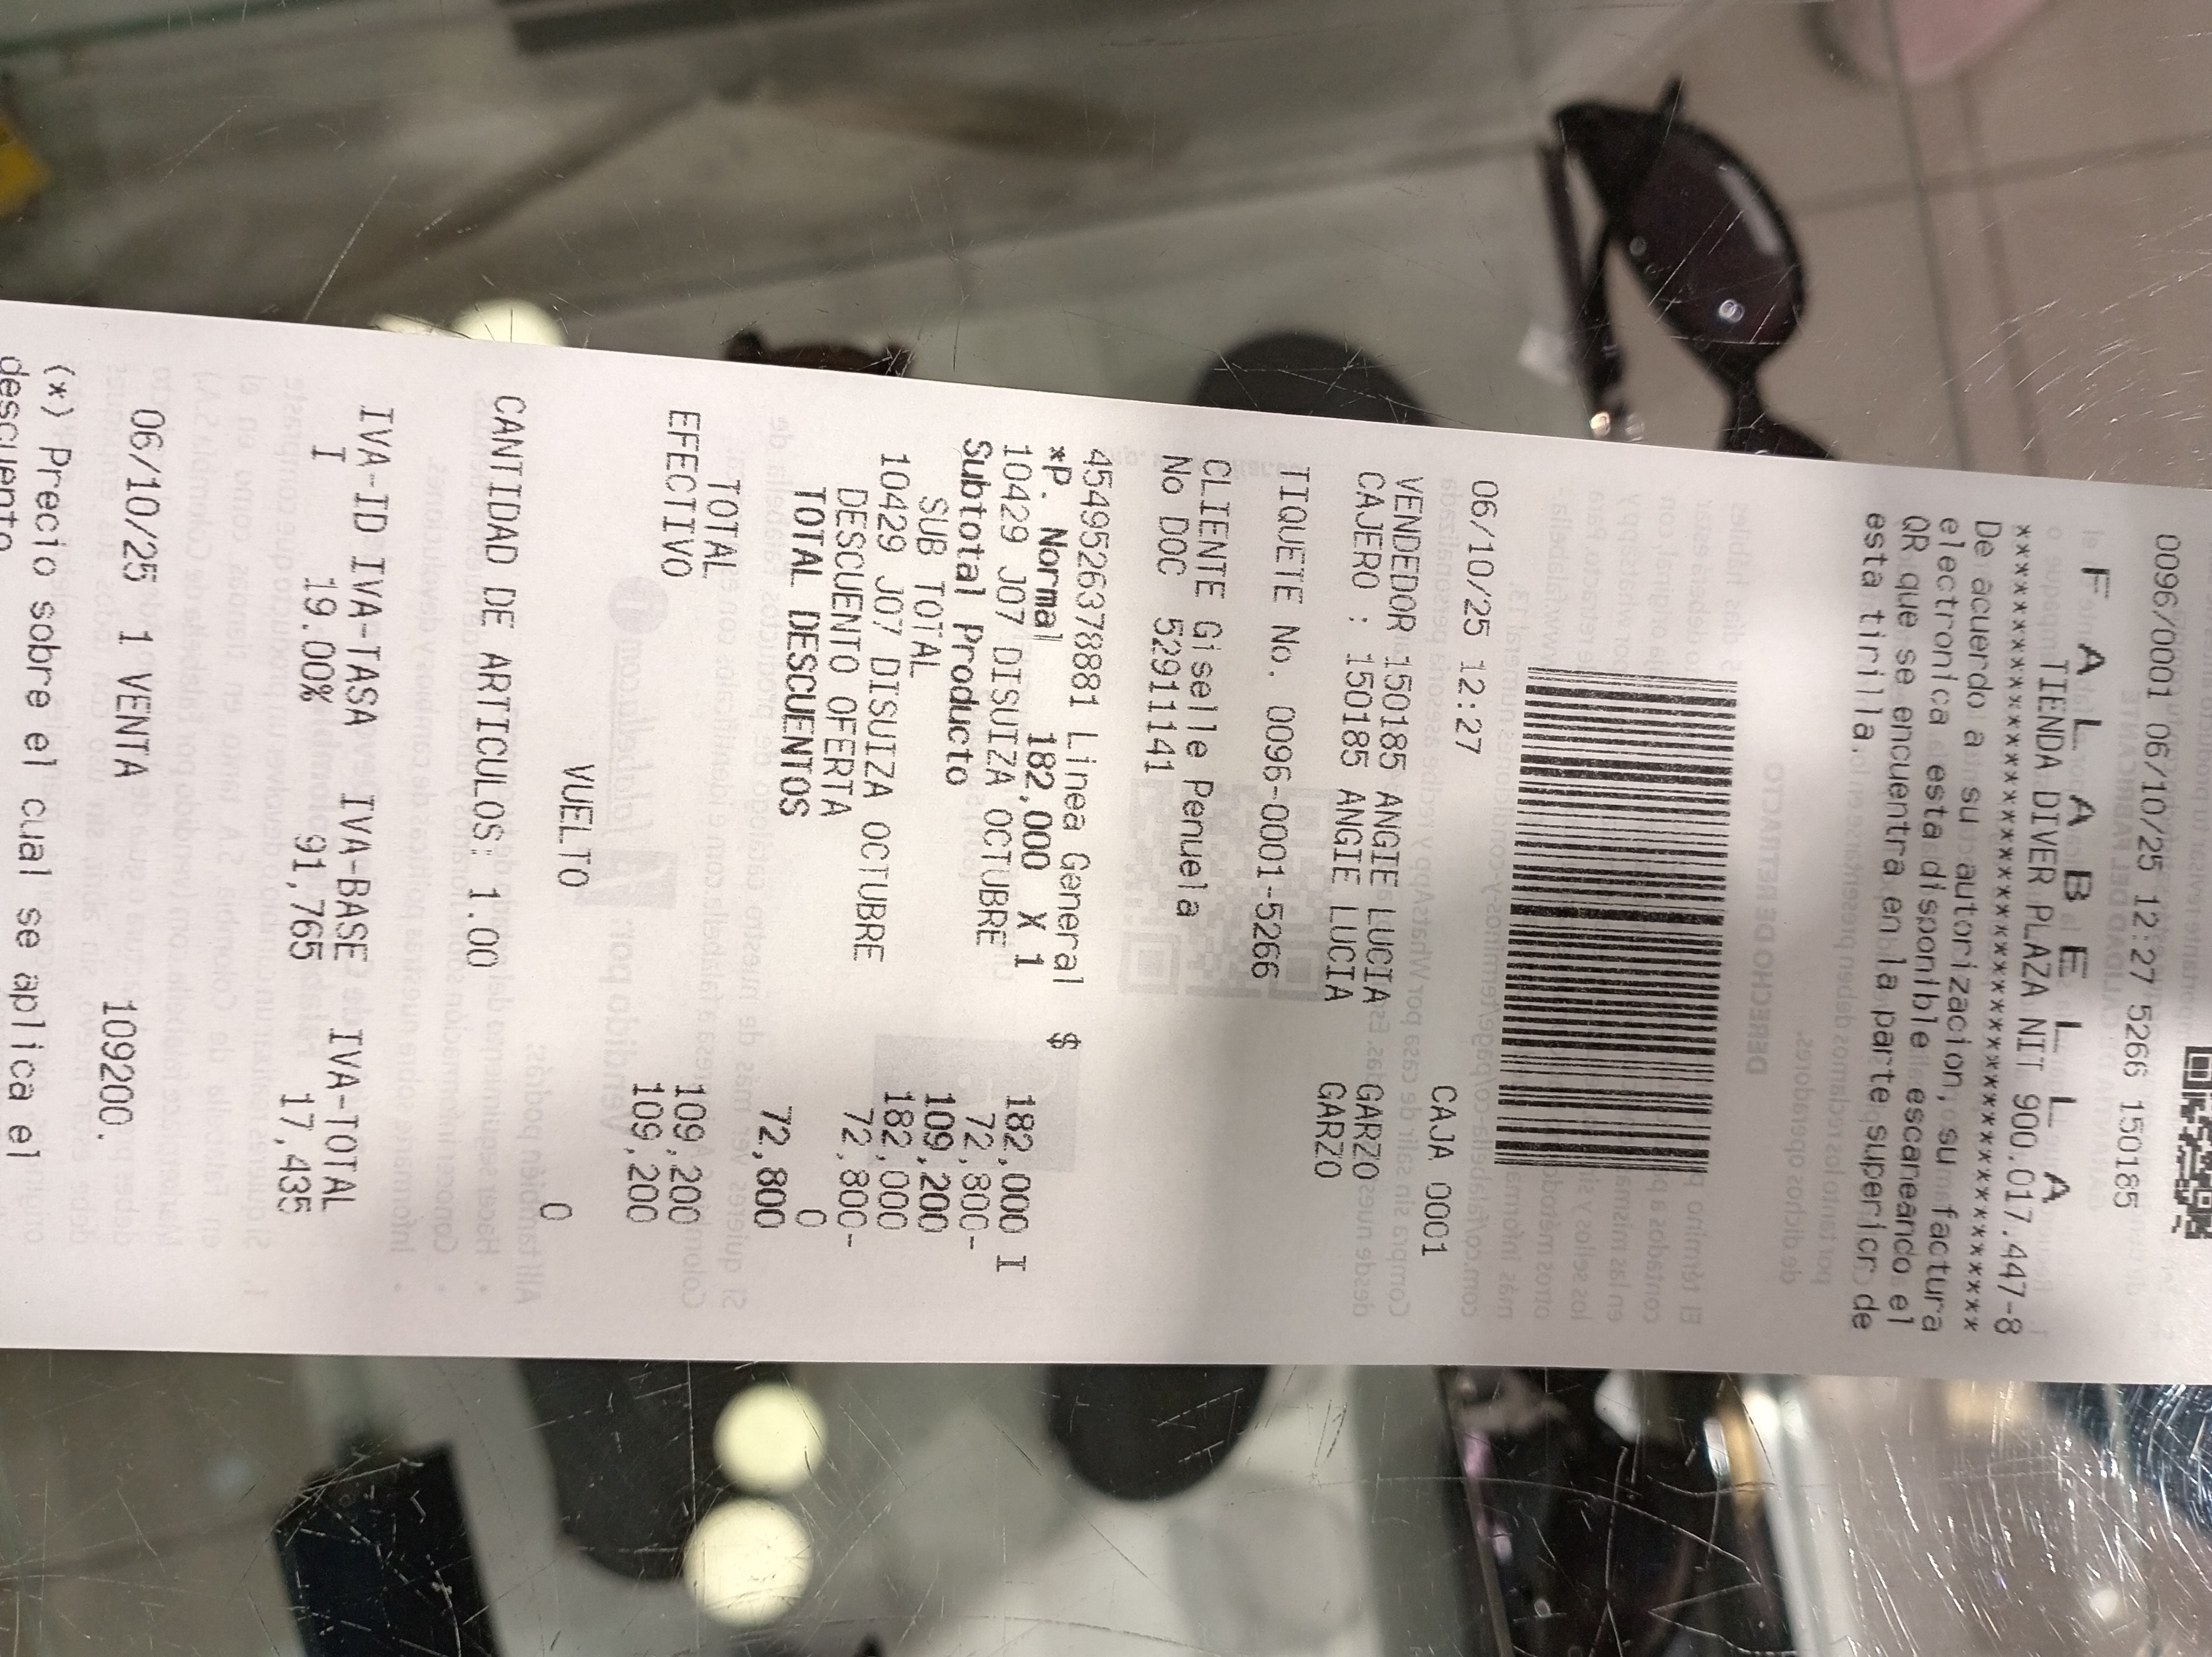 0096/0001 06/10/25 12:27 5266 150185
F A L A B E L L A
TIENDA DIVER PLAZA NIT 900.017.447-8
De acuerdo a su autorizacion, su factura
electronica esta disponible escaneando el
QR que se encuentra en la parte superior de
esta tirilla.
06/10/25 12:27 CAJA 0001
VENDEDOR 150185 ANGIE LUCIA GARZO
CAJERO : 150185 ANGIE LUCIA GARZO
TIQUETE No. 0096-0001-5266
CLIENTE Giselle Penuela
No DOC 52911141
4549526378881 Linea General $ 182,000 I
*P. Normal 182,000 X 1
10429 J07 DISUIZA OCTUBRE 72,800-
Subtotal Producto 109,200
SUB TOTAL 182,000
10429 J07 DISUIZA OCTUBRE 72,800-
DESCUENTO OFERTA 0
TOTAL DESCUENTOS 72,800
TOTAL 109,200
EFECTIVO 109,200
VUELTO 0
CANTIDAD DE ARTICULOS: 1.00
IVA-ID IVA-TASA IVA-BASE IVA-TOTAL
I 19.00% 91,765 17,435
06/10/25 1 VENTA 109200.
(*) Precio sobre el cual se aplica el
descuento